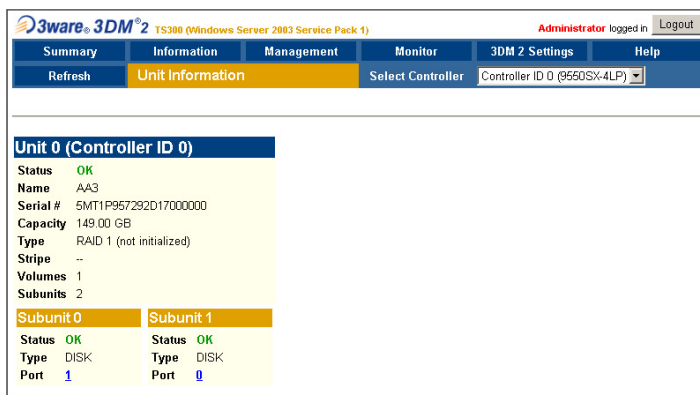 3ware® 3DM®2 TS300 (Windows Server 2003 Service Pack 1) Administrator logged in Logout
Summary Information Management Monitor 3DM 2 Settings Help
Refresh Unit Information Select Controller Controller ID 0 (9550SX-4LP)
Unit 0 (Controller ID 0)
Status OK
Name AA3
Serial # 5MT1P957292D17000000
Capacity 149.00 GB
Type RAID 1 (not initialized)
Stripe --
Volumes 1
Subunits 2
Subunit 0 Subunit 1
Status OK Status OK
Type DISK Type DISK
Port 1 Port 0